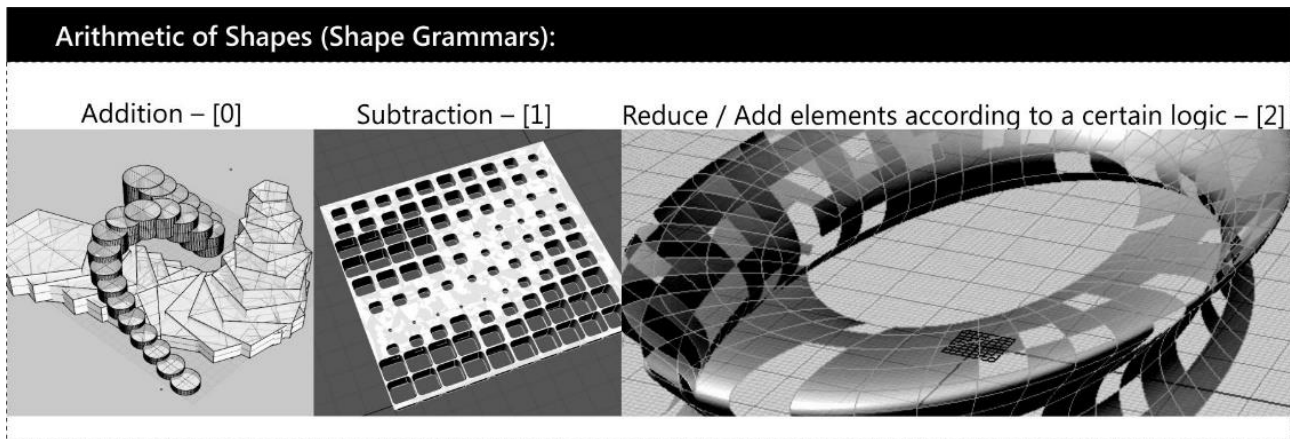 Arithmetic of Shapes (Shape Grammars):
Addition – [0]
Subtraction – [1]
Reduce / Add elements according to a certain logic – [2]